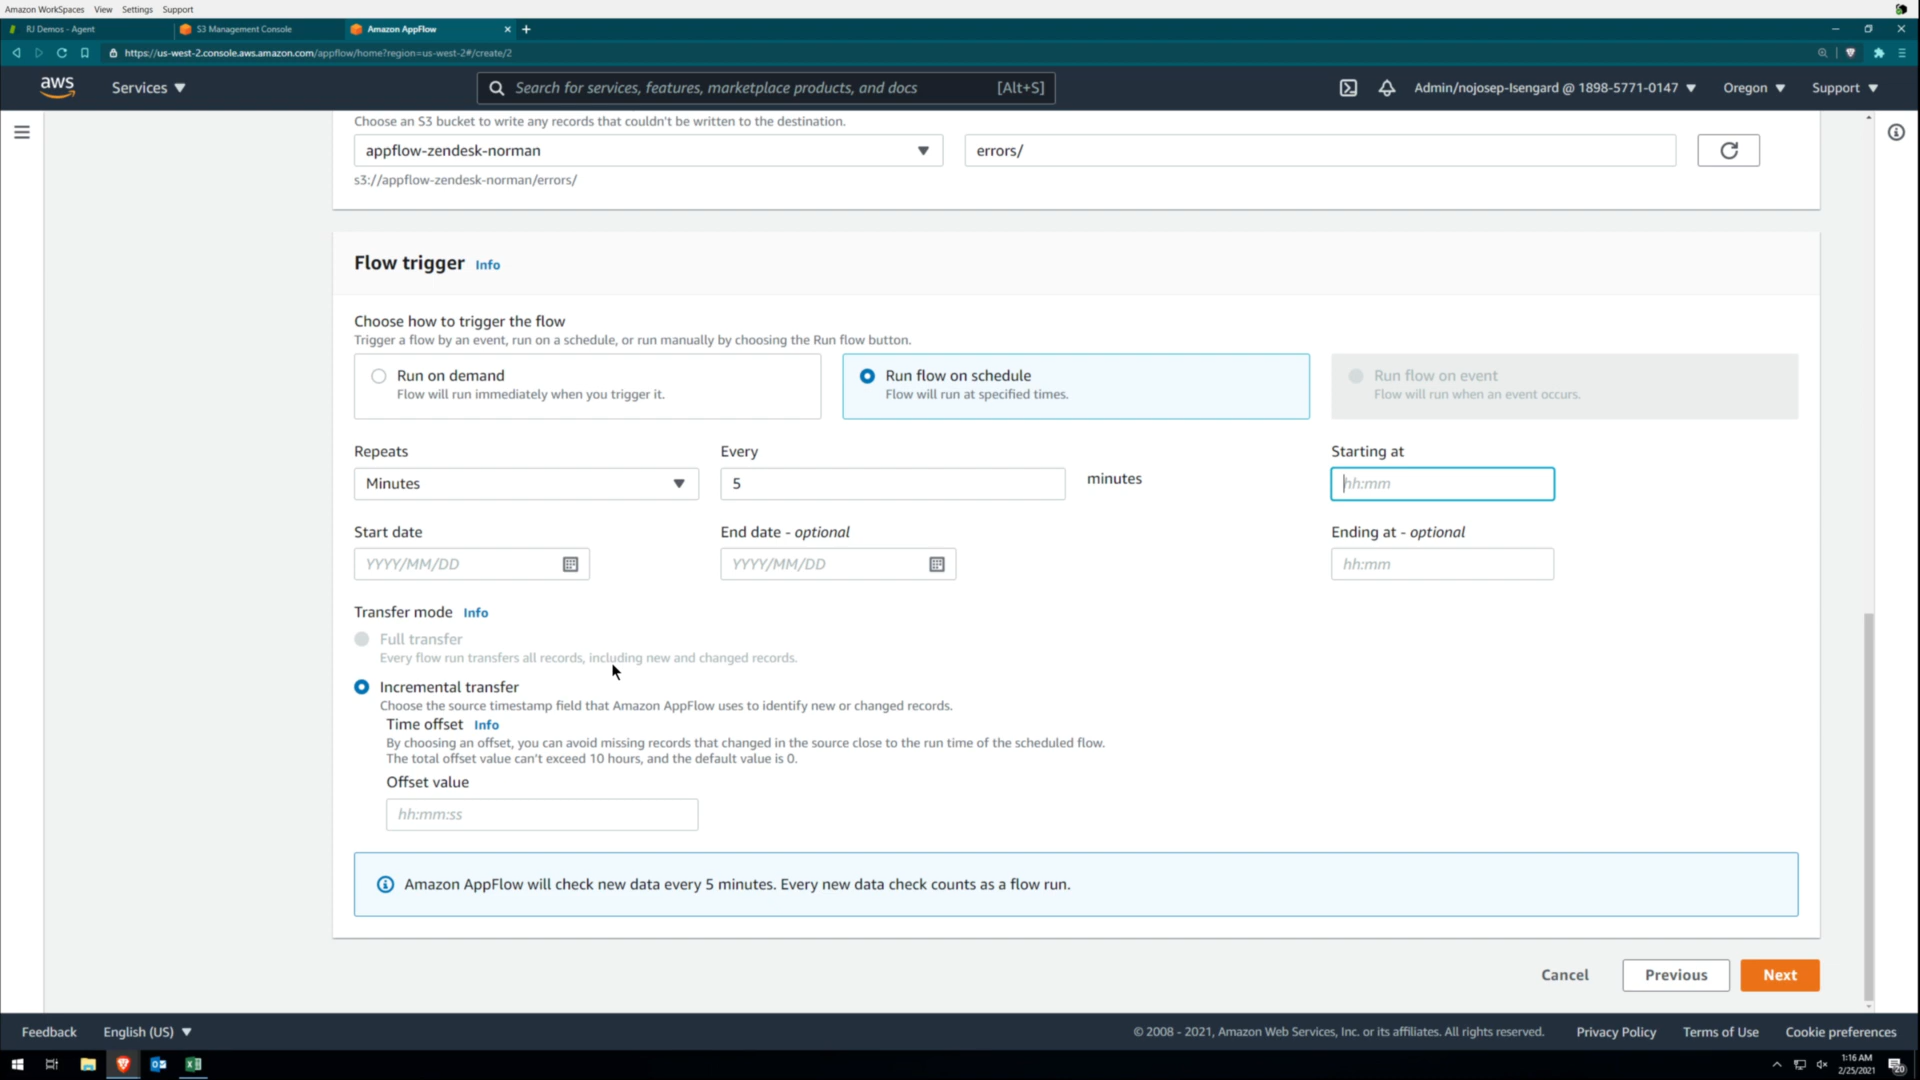 Amazon WorkSpaces View Settings Support
RJ Demos - Agent S3 Management Console Amazon AppFlow
https://us-west-2.console.aws.amazon.com/appflow/home?region=us-west-2#/create/2
aws Services Search for services, features, marketplace products, and docs [Alt+S] Admin/nojosep-Isengard @ 1898-5771-0147 Oregon Support
Choose an S3 bucket to write any records that couldn't be written to the destination.
appflow-zendesk-norman errors/
s3://appflow-zendesk-norman/errors/
Flow trigger Info
Choose how to trigger the flow
Trigger a flow by an event, run on a schedule, or run manually by choosing the Run flow button.
Run on demand Run flow on schedule Run flow on event
Flow will run immediately when you trigger it. Flow will run at specified times. Flow will run when an event occurs.
Repeats Every Starting at
Minutes 5 minutes hh:mm
Start date End date - optional Ending at - optional
YYYY/MM/DD YYYY/MM/DD hh:mm
Transfer mode Info
Full transfer
Every flow run transfers all records, including new and changed records.
Incremental transfer
Choose the source timestamp field that Amazon AppFlow uses to identify new or changed records.
Time offset Info
By choosing an offset, you can avoid missing records that changed in the source close to the run time of the scheduled flow.
The total offset value can't exceed 10 hours, and the default value is 0.
Offset value
hh:mm:ss
Amazon AppFlow will check new data every 5 minutes. Every new data check counts as a flow run.
Cancel Previous Next
Feedback English (US) © 2008 - 2021, Amazon Web Services, Inc. or its affiliates. All rights reserved. Privacy Policy Terms of Use Cookie preferences
1:16 AM
2/25/2021
20